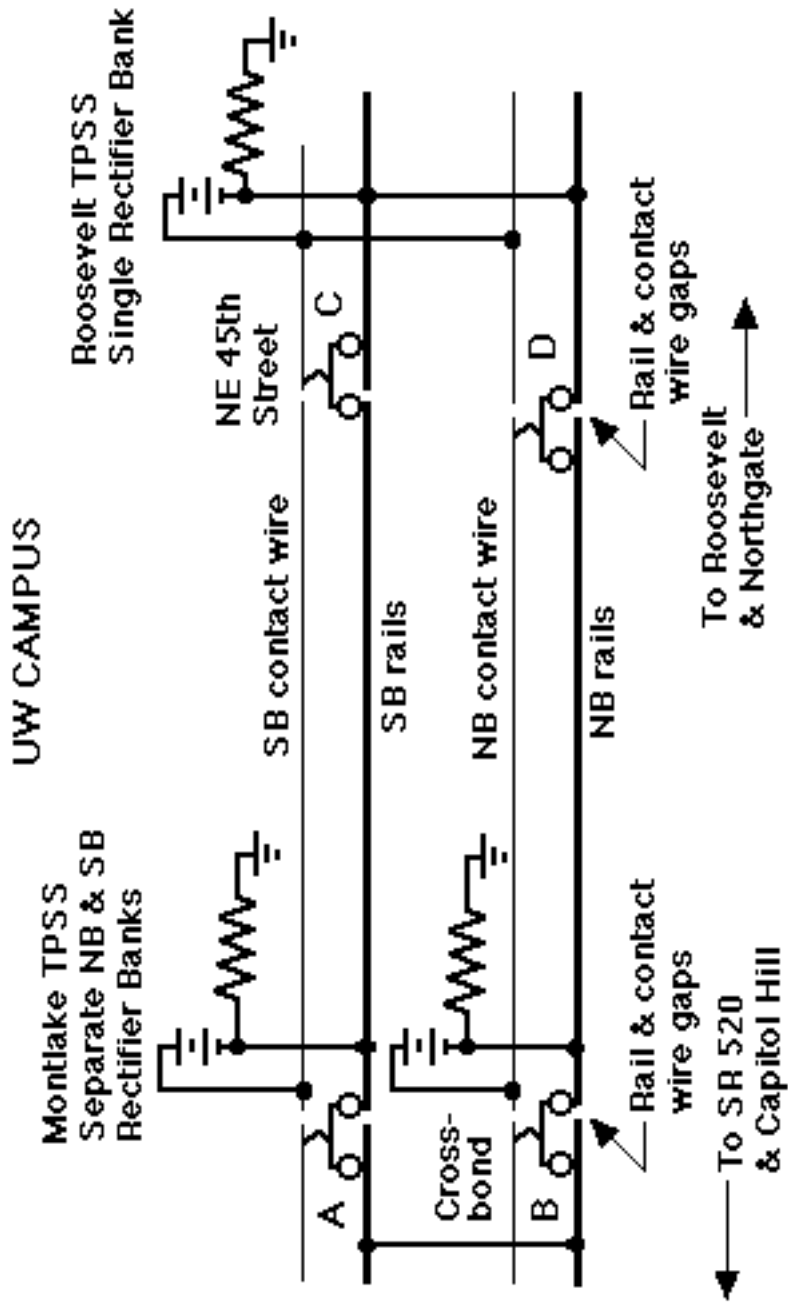 UW CAMPUS
Montlake TPSS
Separate NB & SB
Rectifier Banks
Roosevelt TPSS
Single Rectifier Bank
NE 45th
Street
A
C
SB contact wire
SB rails
Cross-
bond
NB contact wire
B
D
NB rails
Rail & contact
wire gaps
Rail & contact
wire gaps
To SR 520
& Capitol Hill
To Roosevelt
& Northgate